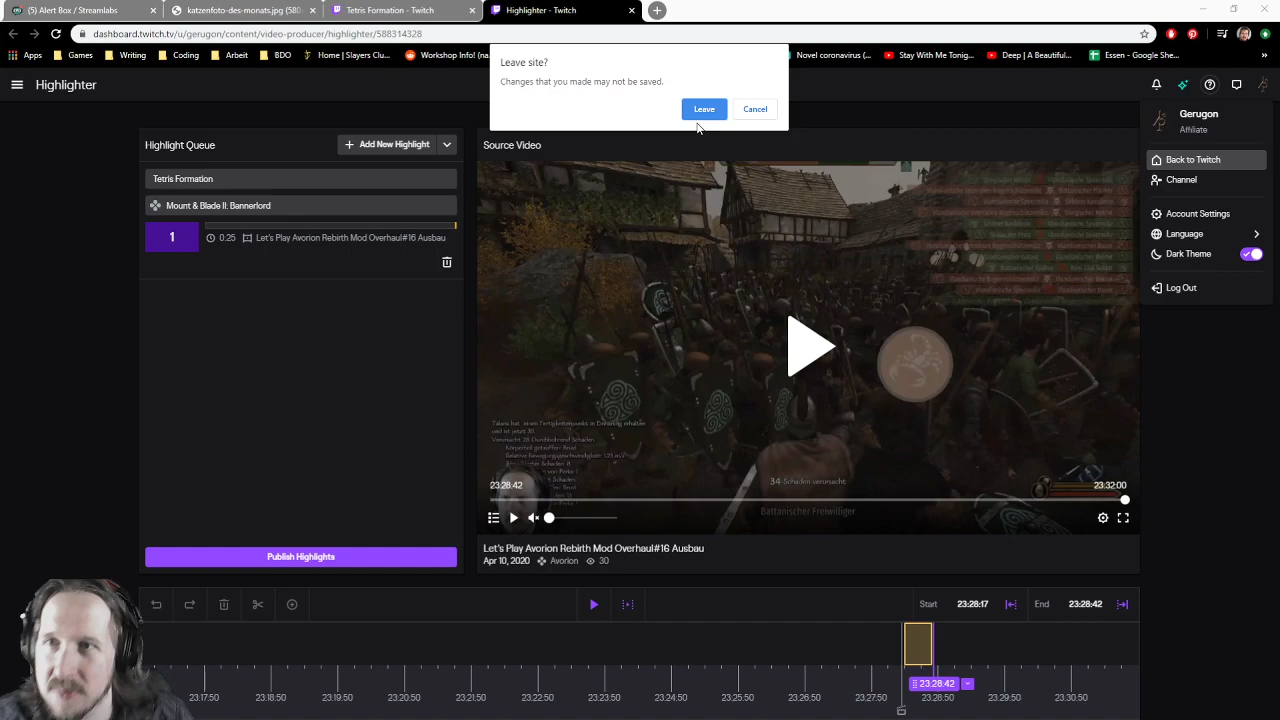 (5) Alert Box / Streamlabs
katzenfoto-des-monats.jpg (580
Tetris Formation - Twitch
Highlighter - Twitch
dashboard.twitch.tv/u/gerugon/content/video-producer/highlighter/588314328
Apps
Games
Writing
Coding
Arbeit
BDO
Home | Slayers Clu...
Workshop Info! (na
Novel coronavirus (...
Stay With Me Tonig...
Deep | A Beautiful...
Essen - Google She...
Leave site?
Changes that you made may not be saved.
Leave
Cancel
Highlighter
Gerugon
Affiliate
Back to Twitch
Channel
Account Settings
Language
Dark Theme
Log Out
Highlight Queue
Add New Highlight
Tetris Formation
Mount & Blade II: Bannerlord
1
0:25
Let's Play Avorion Rebirth Mod Overhaul#16 Ausbau
Publish Highlights
Source Video
34 Schaden verursacht
Battanischer Freiwilliger
23:28:42
23:32:00
Let's Play Avorion Rebirth Mod Overhaul#16 Ausbau
Apr 10, 2020
Avorion
30
Start
23:28:17
End
23:28:42
23:28:42
23:17:50
23:18:50
23:19:50
23:20:50
23:21:50
23:22:50
23:23:50
23:24:50
23:25:50
23:26:50
23:27:50
23:28:50
23:29:50
23:30:50